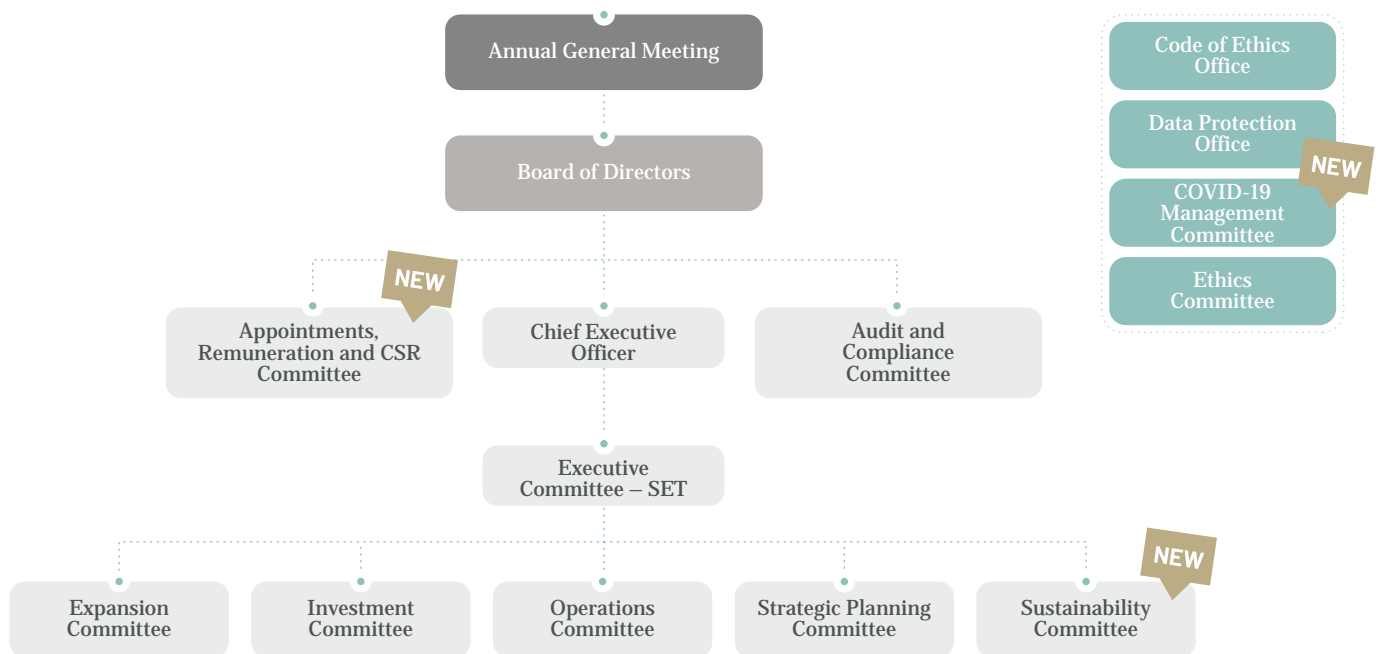 Annual General Meeting
Board of Directors
Code of Ethics
Office
Data Protection
Office
NEW
COVID-19
Management
Committee
Ethics
Committee
NEW
Appointments,
Remuneration and CSR
Committee
Chief Executive
Officer
Audit and
Compliance
Committee
Executive
Committee – SET
Expansion
Committee
Investment
Committee
Operations
Committee
Strategic Planning
Committee
NEW
Sustainability
Committee